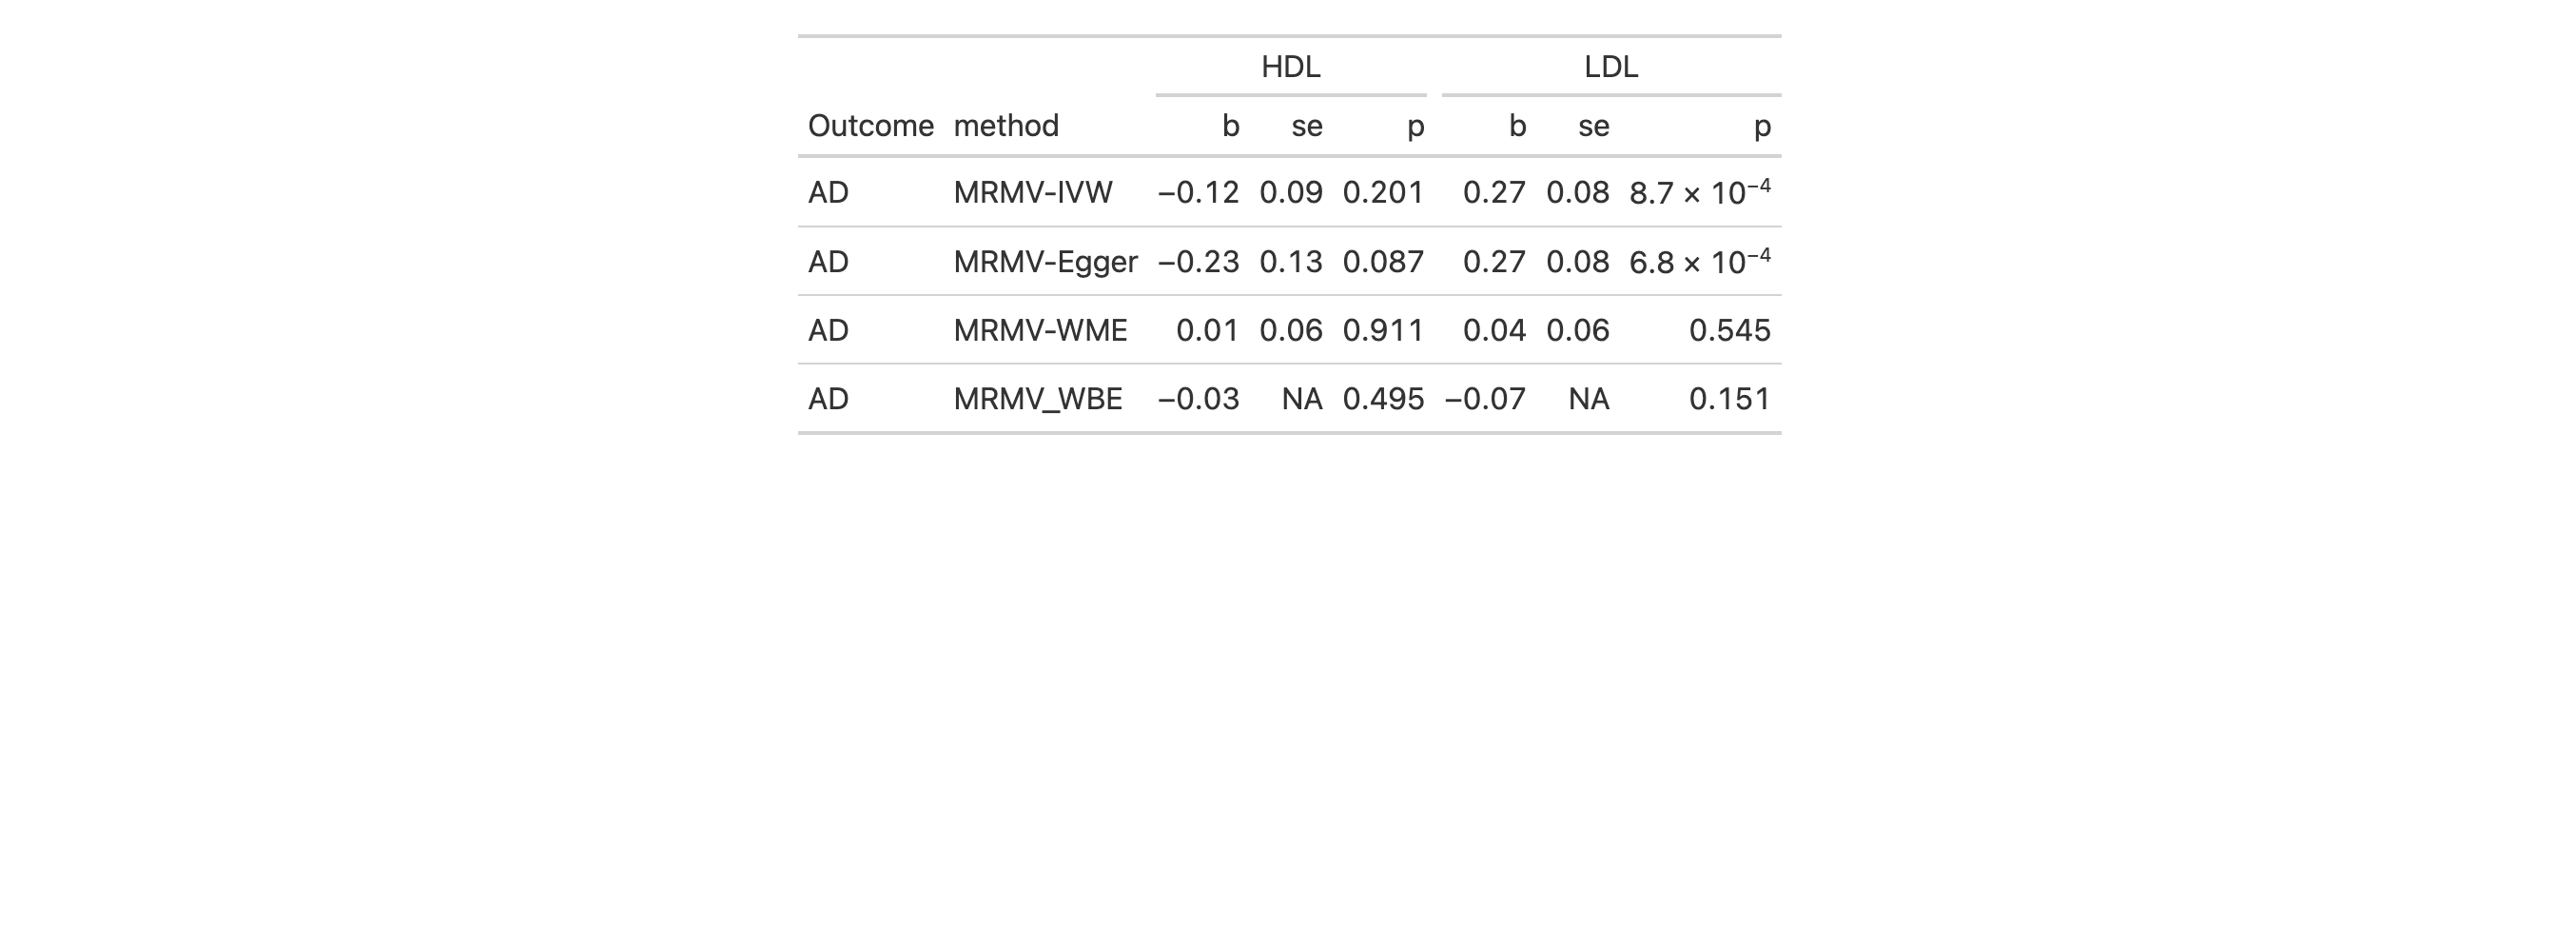 HDL LDL
Outcome method b se p b se p
AD MRMV-IVW −0.12 0.09 0.201 0.27 0.08 8.7 × 10⁻⁴
AD MRMV-Egger −0.23 0.13 0.087 0.27 0.08 6.8 × 10⁻⁴
AD MRMV-WME 0.01 0.06 0.911 0.04 0.06 0.545
AD MRMV_WBE −0.03 NA 0.495 −0.07 NA 0.151